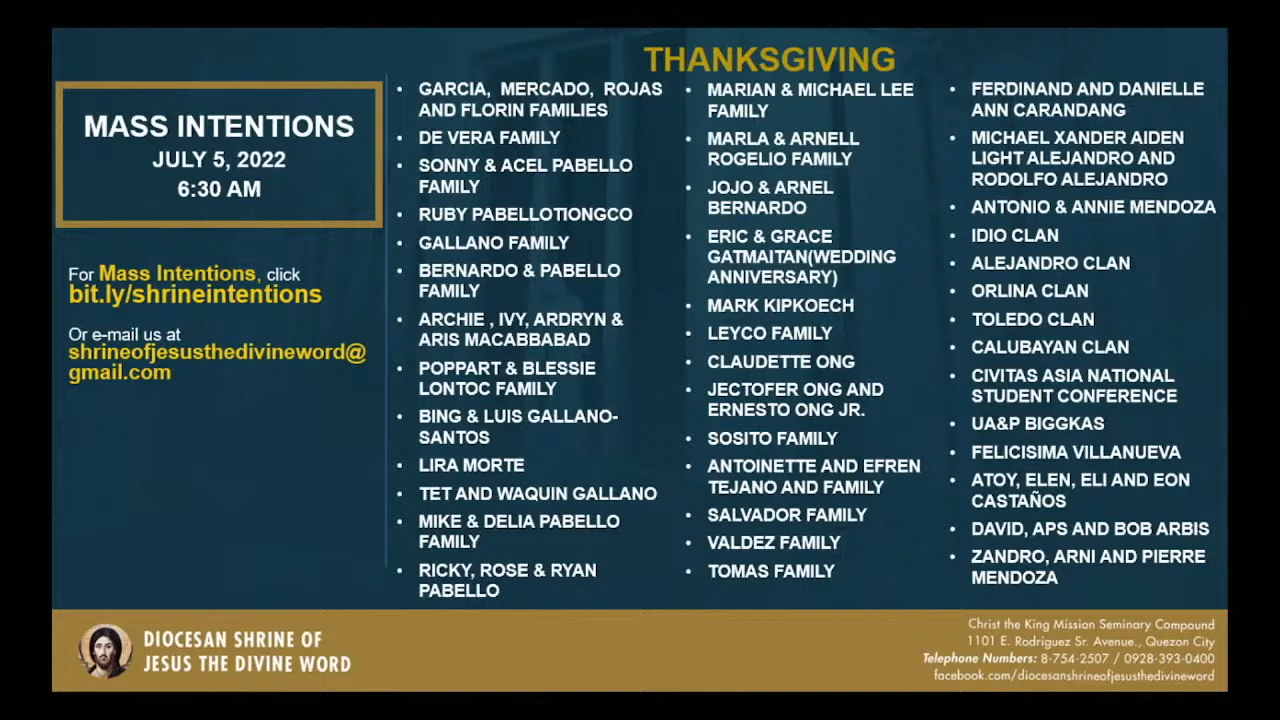 THANKSGIVING
MASS INTENTIONS
JULY 5, 2022
6:30 AM
For Mass Intentions, click
bit.ly/shrineintentions
Or e-mail us at
shrineofjesusthedivineword@
gmail.com
• GARCIA, MERCADO, ROJAS
AND FLORIN FAMILIES
• DE VERA FAMILY
• SONNY & ACEL PABELLO
FAMILY
• RUBY PABELLOTIONGCO
• GALLANO FAMILY
• BERNARDO & PABELLO
FAMILY
• ARCHIE , IVY, ARDRYN &
ARIS MACABBABAD
• POPPART & BLESSIE
LONTOC FAMILY
• BING & LUIS GALLANO-
SANTOS
• LIRA MORTE
• TET AND WAQUIN GALLANO
• MIKE & DELIA PABELLO
FAMILY
• RICKY, ROSE & RYAN
PABELLO
• MARIAN & MICHAEL LEE
FAMILY
• MARLA & ARNELL
ROGELIO FAMILY
• JOJO & ARNEL
BERNARDO
• ERIC & GRACE
GATMAITAN(WEDDING
ANNIVERSARY)
• MARK KIPKOECH
• LEYCO FAMILY
• CLAUDETTE ONG
• JECTOFER ONG AND
ERNESTO ONG JR.
• SOSITO FAMILY
• ANTOINETTE AND EFREN
TEJANO AND FAMILY
• SALVADOR FAMILY
• VALDEZ FAMILY
• TOMAS FAMILY
• FERDINAND AND DANIELLE
ANN CARANDANG
• MICHAEL XANDER AIDEN
LIGHT ALEJANDRO AND
RODOLFO ALEJANDRO
• ANTONIO & ANNIE MENDOZA
• IDIO CLAN
• ALEJANDRO CLAN
• ORLINA CLAN
• TOLEDO CLAN
• CALUBAYAN CLAN
• CIVITAS ASIA NATIONAL
STUDENT CONFERENCE
• UA&P BIGGKAS
• FELICISIMA VILLANUEVA
• ATOY, ELEN, ELI AND EON
CASTAÑOS
• DAVID, APS AND BOB ARBIS
• ZANDRO, ARNI AND PIERRE
MENDOZA
DIOCESAN SHRINE OF
JESUS THE DIVINE WORD
Christ the King Mission Seminary Compound
1101 E. Rodriguez Sr. Avenue., Quezon City
Telephone Numbers: 8-754-2507 / 0928-393-0400
facebook.com/diocesanshrineofjesusthedivineword